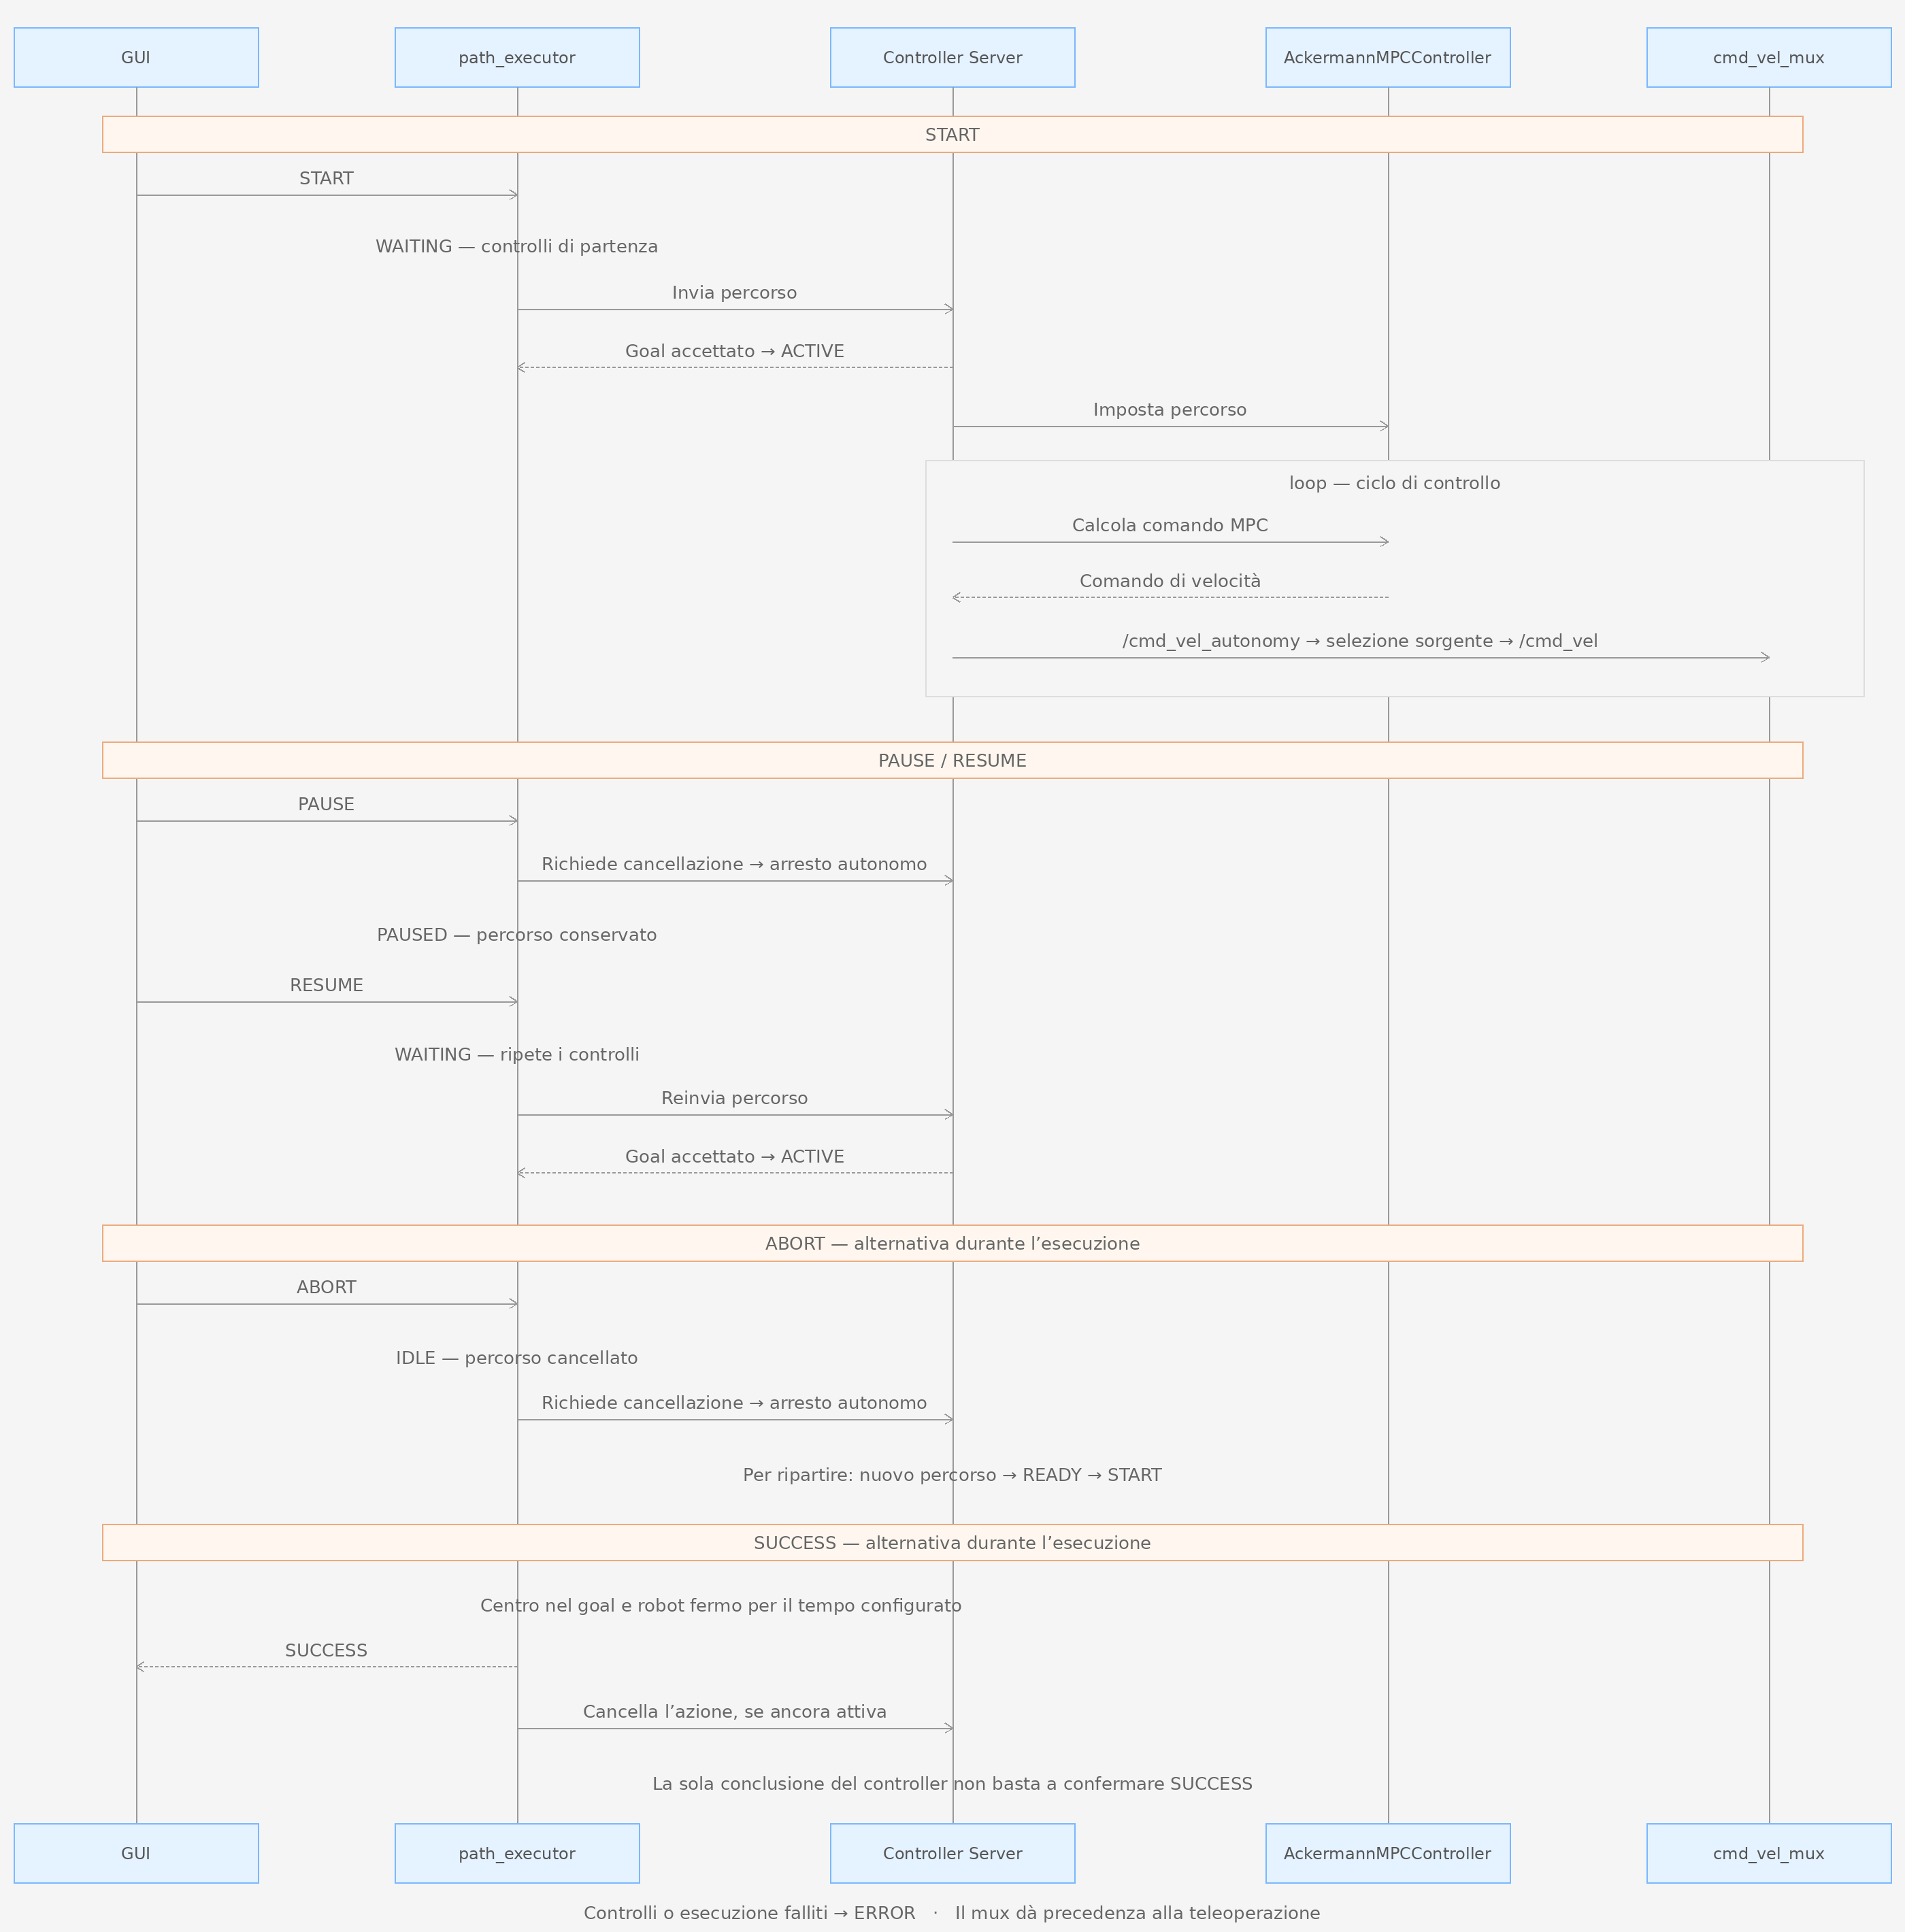 GUI
path_executor
Controller Server
AckermannMPCController
cmd_vel_mux
START
START
WAITING — controlli di partenza
Invia percorso
Goal accettato → ACTIVE
Imposta percorso
loop — ciclo di controllo
Calcola comando MPC
Comando di velocità
/cmd_vel_autonomy → selezione sorgente → /cmd_vel
PAUSE / RESUME
PAUSE
Richiede cancellazione → arresto autonomo
PAUSED — percorso conservato
RESUME
WAITING — ripete i controlli
Reinvia percorso
Goal accettato → ACTIVE
ABORT — alternativa durante l’esecuzione
ABORT
IDLE — percorso cancellato
Richiede cancellazione → arresto autonomo
Per ripartire: nuovo percorso → READY → START
SUCCESS — alternativa durante l’esecuzione
Centro nel goal e robot fermo per il tempo configurato
SUCCESS
Cancella l’azione, se ancora attiva
La sola conclusione del controller non basta a confermare SUCCESS
GUI
path_executor
Controller Server
AckermannMPCController
cmd_vel_mux
Controlli o esecuzione falliti → ERROR · Il mux dà precedenza alla teleoperazione